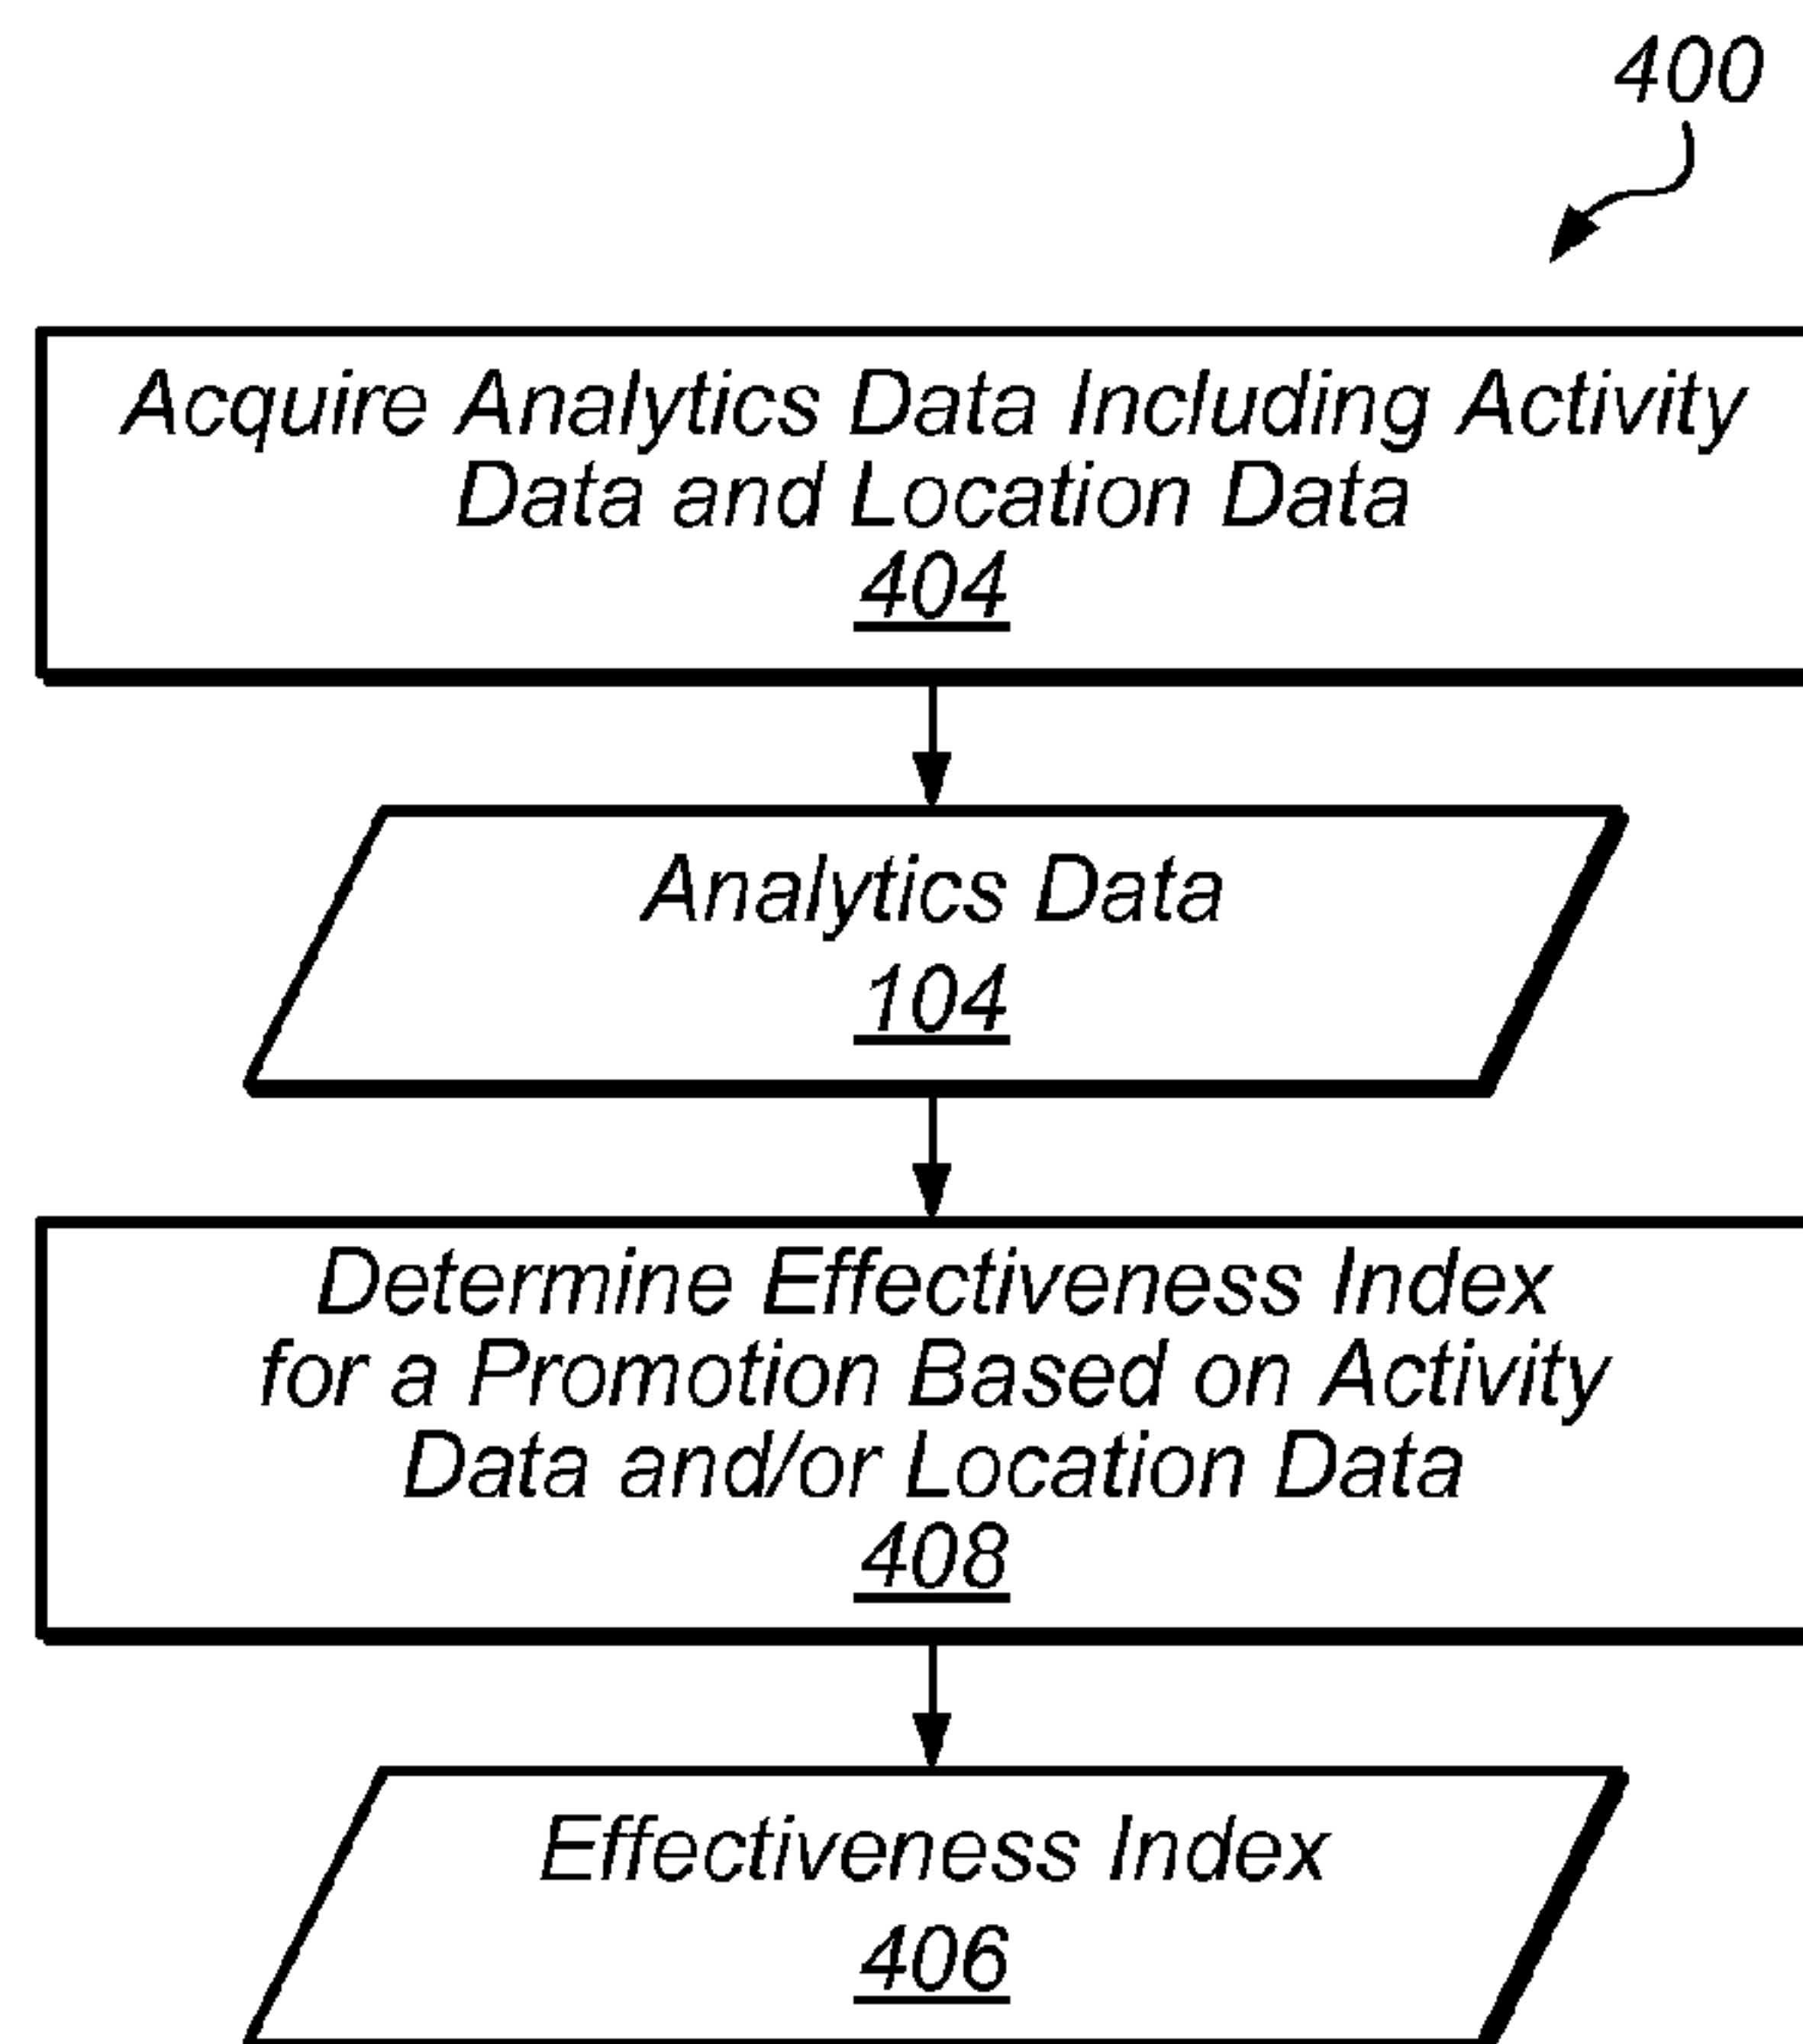 400
Acquire Analytics Data Including Activity
Data and Location Data
404
Analytics Data
104
Determine Effectiveness Index
for a Promotion Based on Activity
Data and/or Location Data
408
Effectiveness Index
406